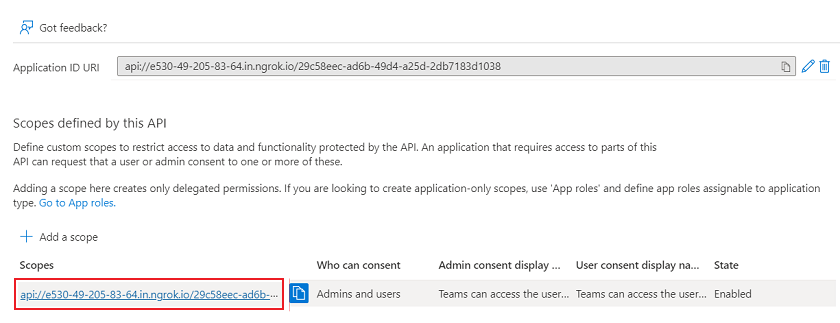 Got feedback?
Application ID URI api://e530-49-205-83-64.in.ngrok.io/29c58eec-ad6b-49d4-a25d-2db7183d1038
Scopes defined by this API
Define custom scopes to restrict access to data and functionality protected by the API. An application that requires access to parts of this
API can request that a user or admin consent to one or more of these.
Adding a scope here creates only delegated permissions. If you are looking to create application-only scopes, use 'App roles' and define app roles assignable to application
type. Go to App roles.
Add a scope
Scopes Who can consent Admin consent display ... User consent display na... State
api://e530-49-205-83-64.in.ngrok.io/29c58eec-ad6b-... Admins and users Teams can access the user... Teams can access the user... Enabled